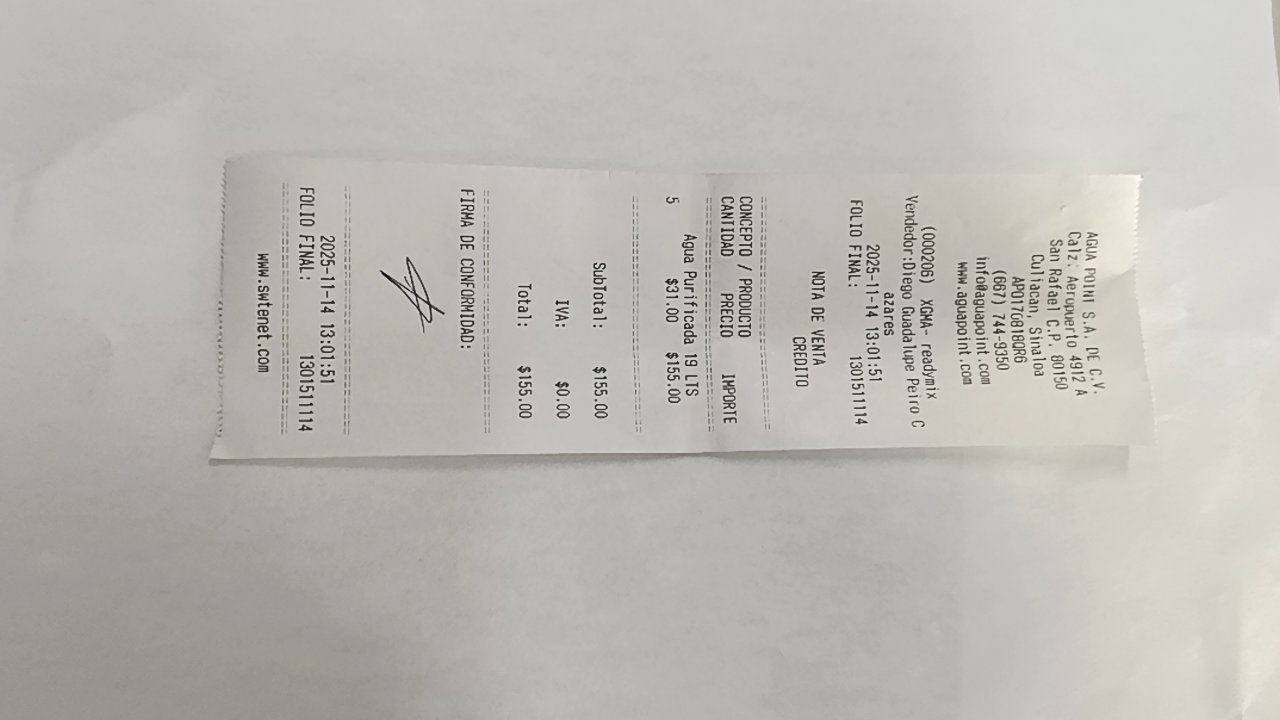 AGUA POINT S.A. DE C.V.
Calz. Aeropuerto 4912 A
San Rafael C.P. 80150
Culiacan, Sinaloa
APO170818QR6
(667) 744-9350
info@aguapoint.com
www.aguapoint.com
(000206) XGMA- readymix
Vendedor:Diego Guadalupe Peiro C
azares
2025-11-14 13:01:51
FOLIO FINAL: 1301511114
NOTA DE VENTA
CREDITO
CONCEPTO / PRODUCTO
CANTIDAD PRECIO IMPORTE
Agua Purificada 19 LTS
5 $31.00 $155.00
SubTotal: $155.00
IVA: $0.00
Total: $155.00
FIRMA DE CONFORMIDAD:
2025-11-14 13:01:51
FOLIO FINAL: 1301511114
www.swtenet.com